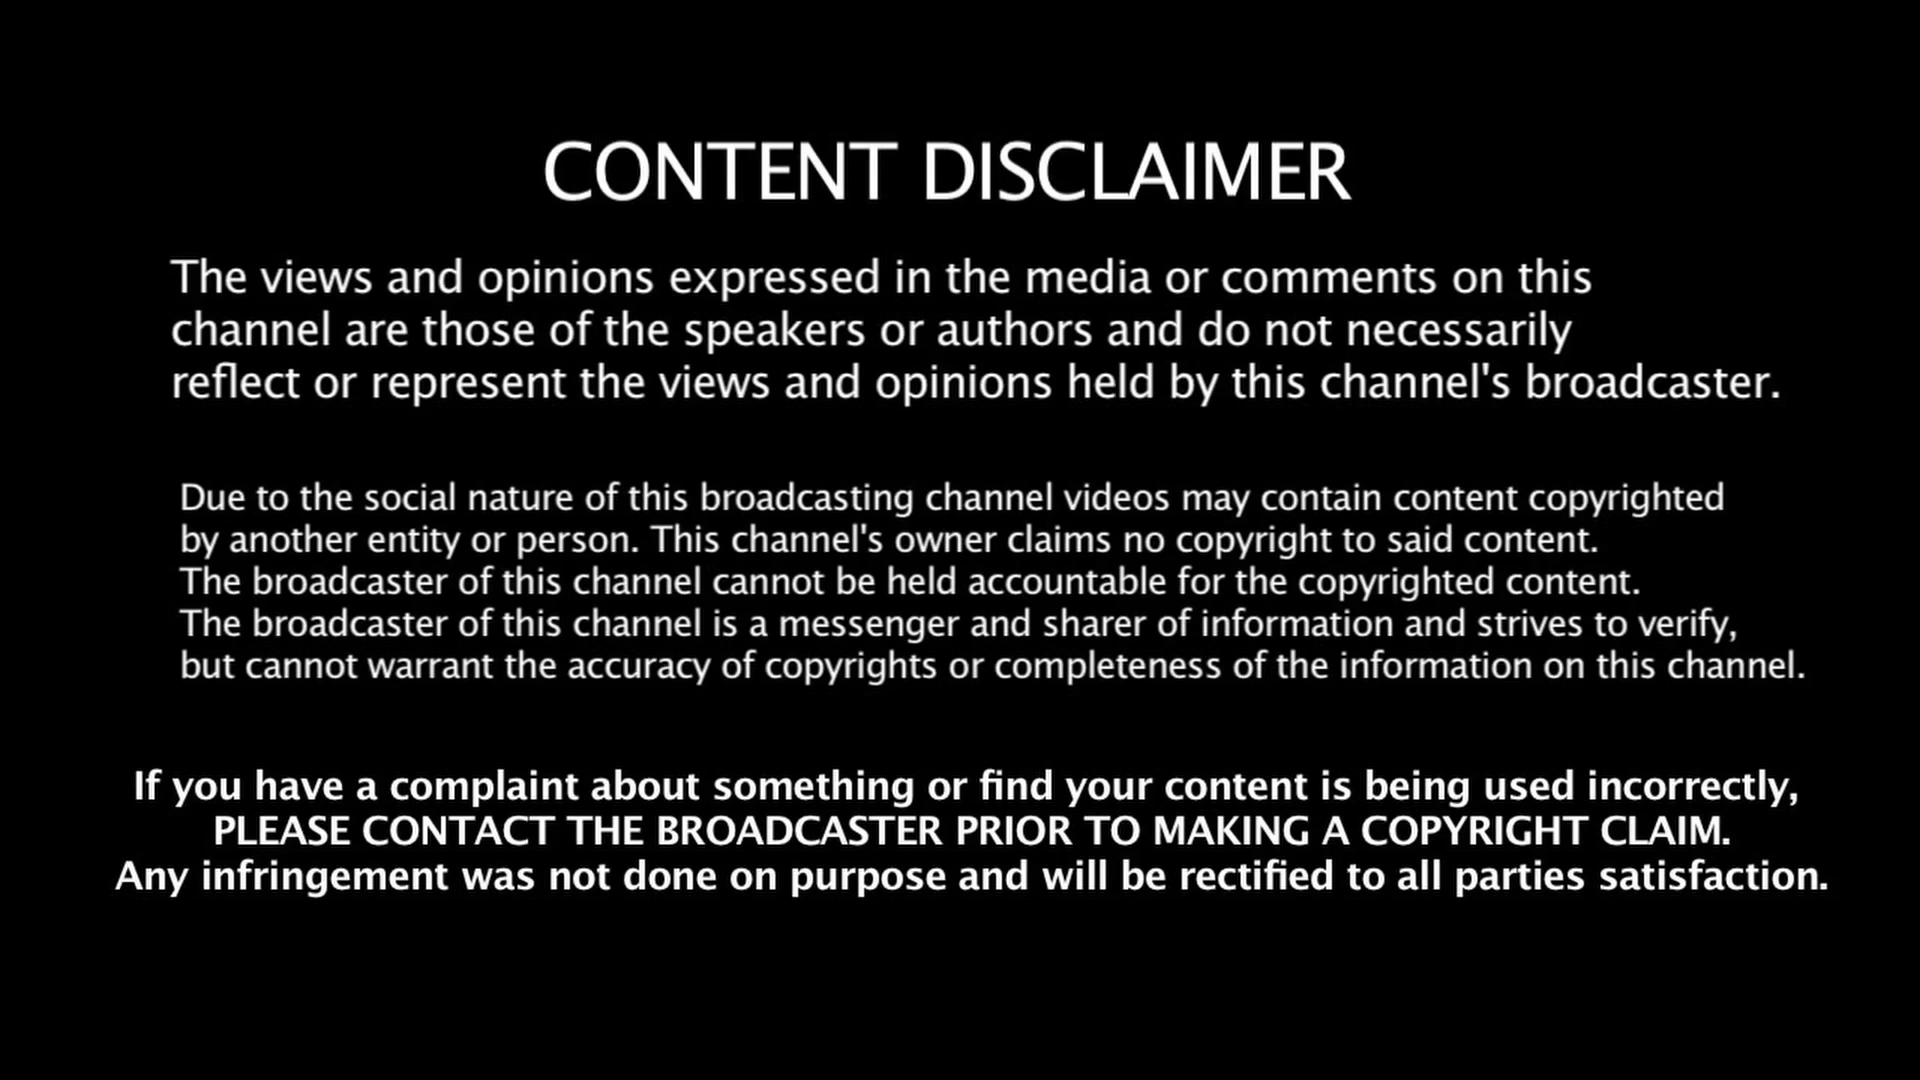 CONTENT DISCLAIMER
The views and opinions expressed in the media or comments on this
channel are those of the speakers or authors and do not necessarily
reflect or represent the views and opinions held by this channel's broadcaster.
Due to the social nature of this broadcasting channel videos may contain content copyrighted
by another entity or person. This channel's owner claims no copyright to said content.
The broadcaster of this channel cannot be held accountable for the copyrighted content.
The broadcaster of this channel is a messenger and sharer of information and strives to verify,
but cannot warrant the accuracy of copyrights or completeness of the information on this channel.
If you have a complaint about something or find your content is being used incorrectly,
PLEASE CONTACT THE BROADCASTER PRIOR TO MAKING A COPYRIGHT CLAIM.
Any infringement was not done on purpose and will be rectified to all parties satisfaction.